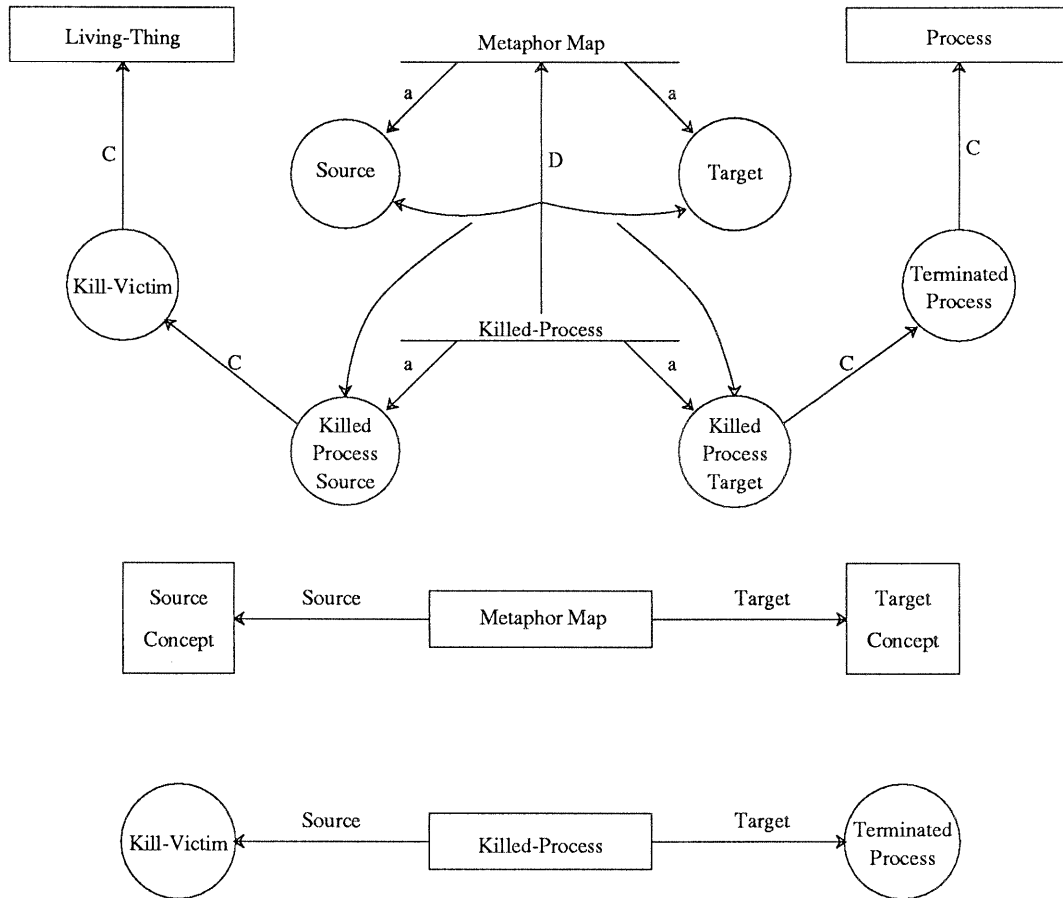 Living-Thing
Metaphor Map
Process
a
a
C
D
C
Source
Target
Kill-Victim
Terminated
Process
Killed-Process
C
a
a
C
Killed
Process
Source
Killed
Process
Target
Source
Concept
Source
Metaphor Map
Target
Target
Concept
Kill-Victim
Source
Killed-Process
Target
Terminated
Process